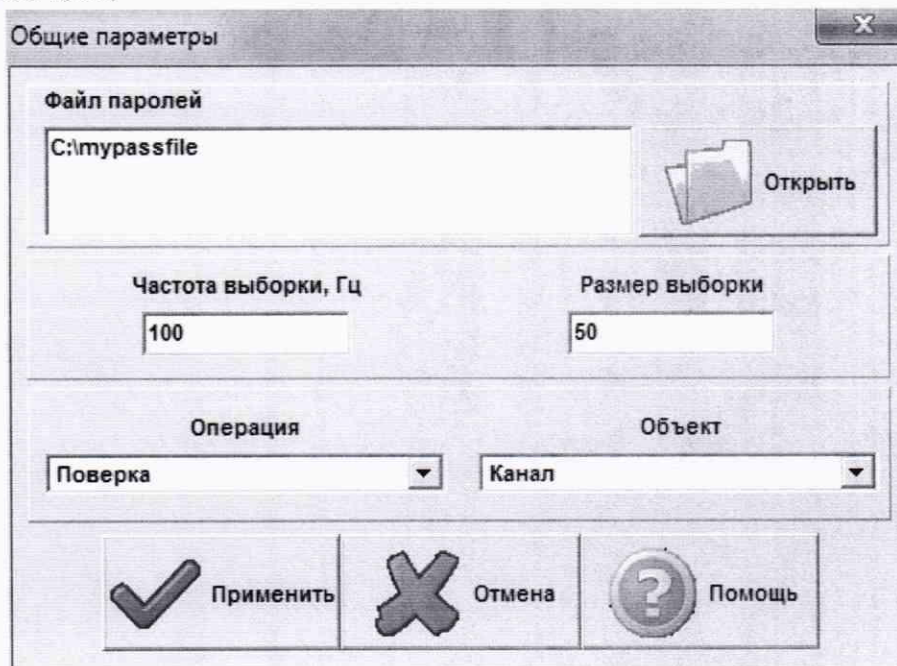 Общие параметры
Файл паролей
C:\mypassfile
Открыть
Частота выборки, Гц
Размер выборки
100
50
Операция
Объект
Поверка
Канал
Применить
Отмена
Помощь